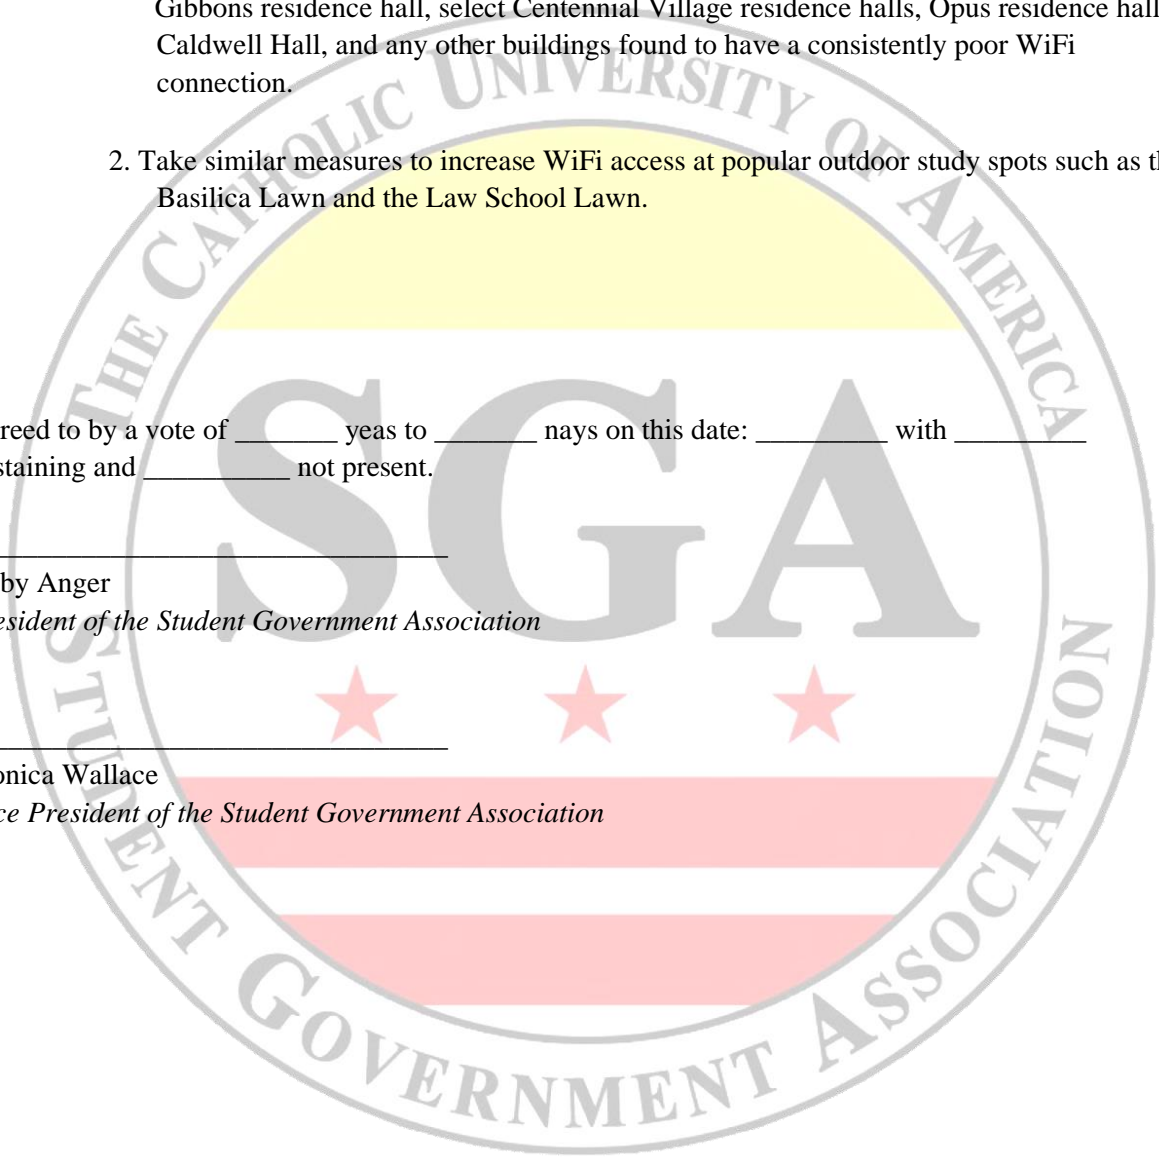 Gibbons residence hall, select Centennial Village residence halls, Opus residence hall
Caldwell Hall, and any other buildings found to have a consistently poor WiFi
connection.
2. Take similar measures to increase WiFi access at popular outdoor study spots such as
Basilica Lawn and the Law School Lawn.
reed to by a vote of _______ yeas to _______ nays on this date: _________ with _________
staining and __________ not present.
by Anger
esident of the Student Government Association
onica Wallace
ce President of the Student Government Association
THE CATHOLIC UNIVERSITY OF AMERICA
SGA
STUDENT GOVERNMENT ASSOCIATION